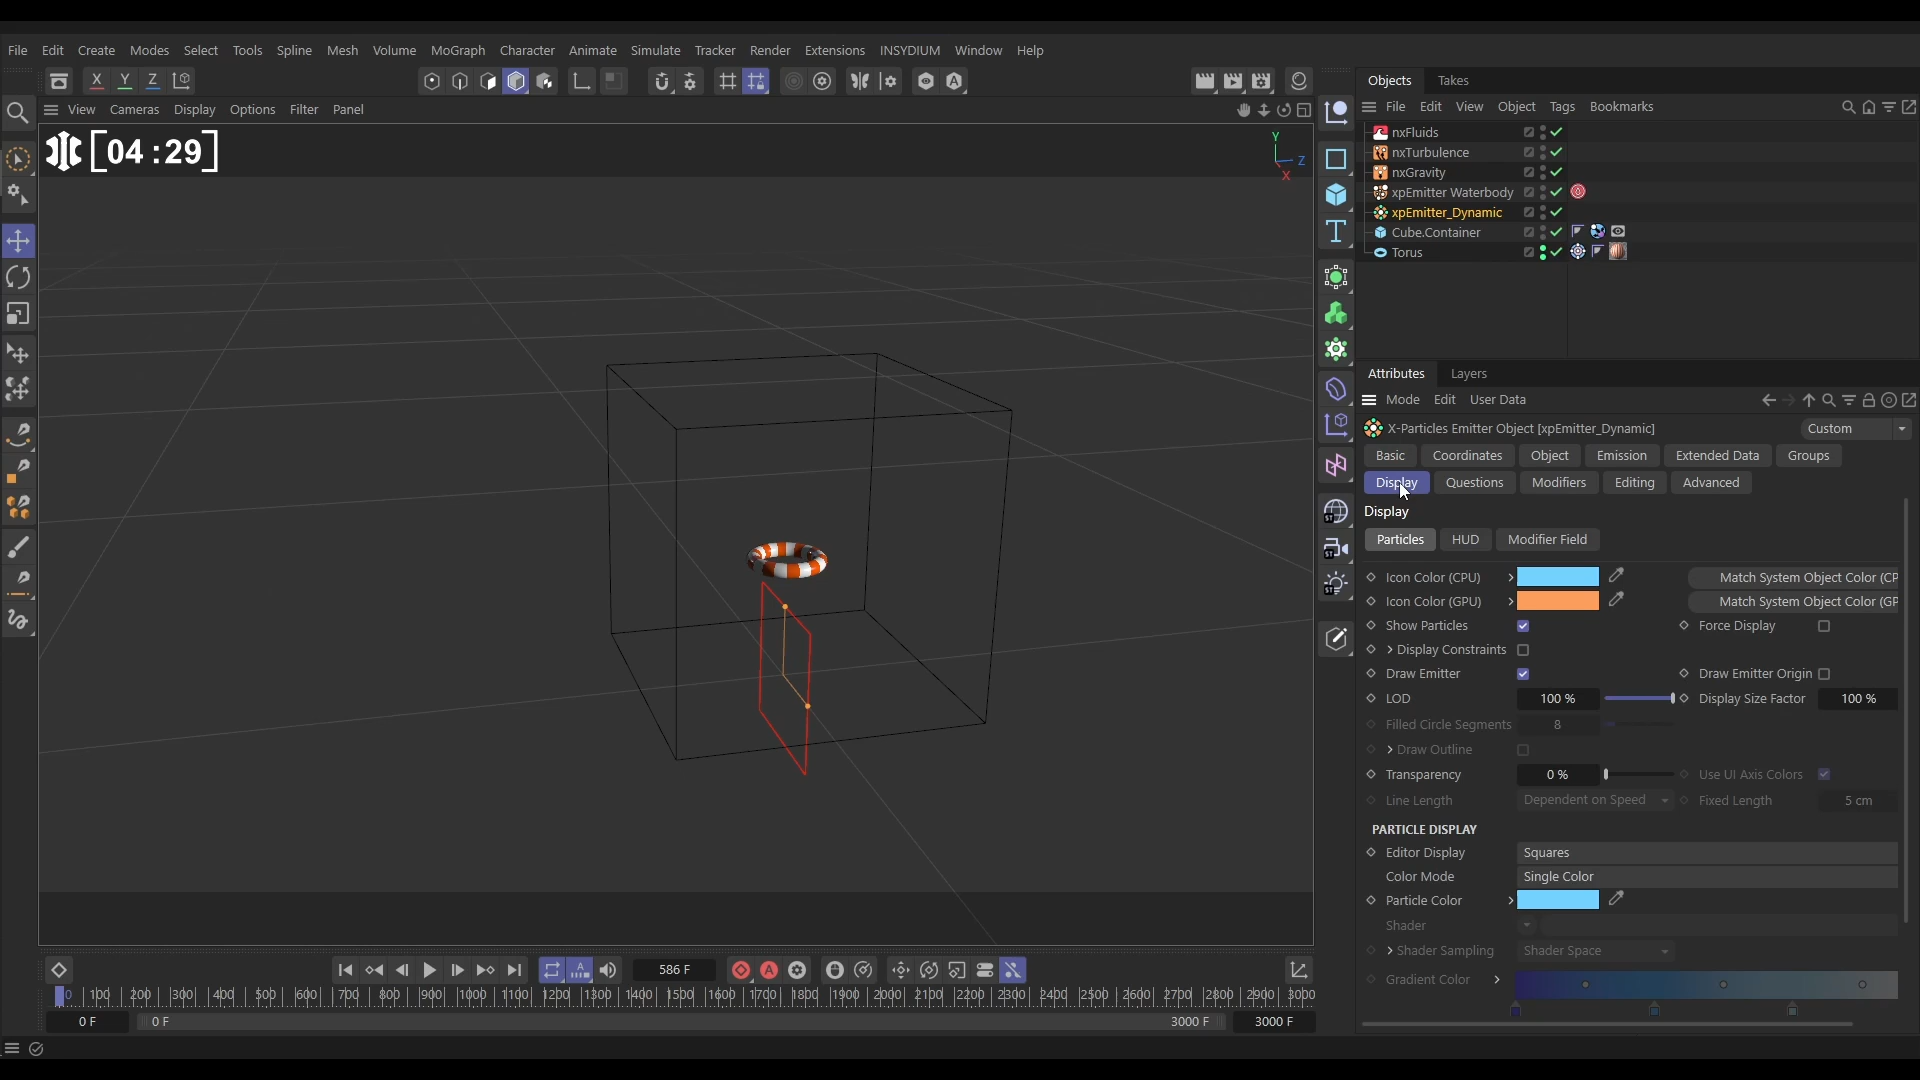 File Edit Create Modes Select Tools Spline Mesh Volume MoGraph Character Animate Simulate Tracker Render Extensions INSYDIUM Window Help
X Y Z
Objects Takes
View Cameras Display Options Filter Panel
File Edit View Object Tags Bookmarks
[04:29]
Y
Z
X
nxFluids
nxTurbulence
nxGravity
xpEmitter Waterbody
xpEmitter_Dynamic
Cube.Container
Torus
Attributes Layers
Mode Edit User Data
X-Particles Emitter Object [xpEmitter_Dynamic] Custom
Basic Coordinates Object Emission Extended Data Groups
Display Questions Modifiers Editing Advanced
Display
Particles HUD Modifier Field
Icon Color (CPU) Match System Object Color (CP
Icon Color (GPU) Match System Object Color (GP
Show Particles Force Display
Display Constraints
Draw Emitter Draw Emitter Origin
LOD 100 % Display Size Factor 100 %
Filled Circle Segments 8
Draw Outline
Transparency 0 % Use UI Axis Colors
Line Length Dependent on Speed Fixed Length 5 cm
PARTICLE DISPLAY
Editor Display Squares
Color Mode Single Color
Particle Color
Shader
Shader Sampling Shader Space
Gradient Color
586 F
0 100 200 300 400 500 600 700 800 900 1000 1100 1200 1300 1400 1500 1600 1700 1800 1900 2000 2100 2200 2300 2400 2500 2600 2700 2800 2900 3000
0 F 0 F 3000 F 3000 F